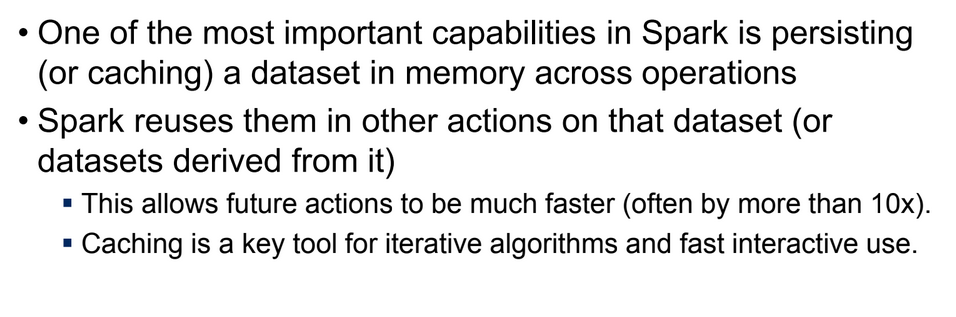 • One of the most important capabilities in Spark is persisting
(or caching) a dataset in memory across operations
• Spark reuses them in other actions on that dataset (or
datasets derived from it)
▪ This allows future actions to be much faster (often by more than 10x).
▪ Caching is a key tool for iterative algorithms and fast interactive use.